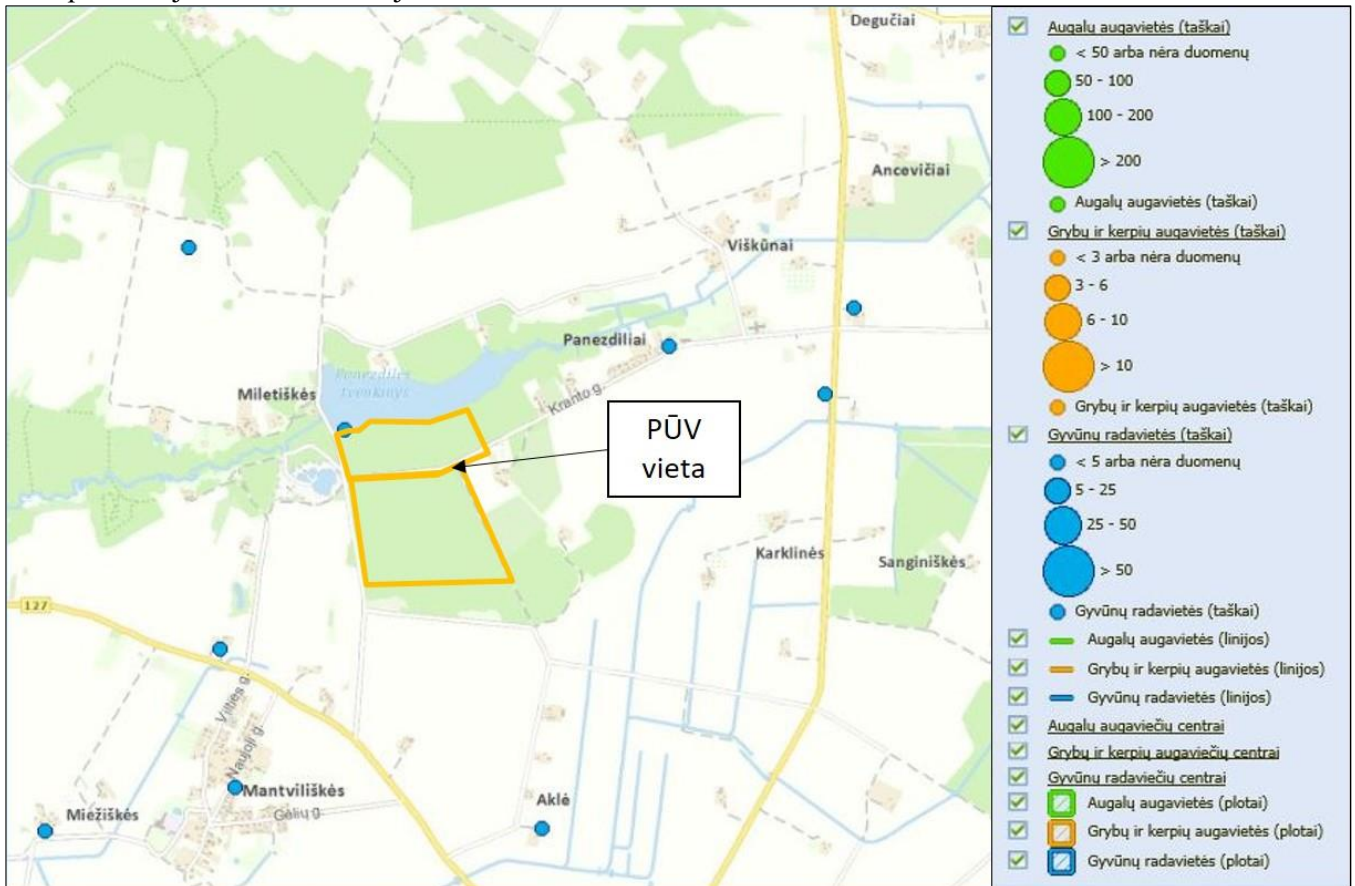 Degučiai
Ancevičiai
Viškūnai
Panezdiliai
Miletiškės
Panezdilės
tvenkinys
Kranto g.
PŪV
vieta
Karklinės
Sanginiškės
127
Vilties g.
Naujoji g.
Mantviliškės
Miežiškės
Gėlių g.
Aklė
Augalų augavietės (taškai)
< 50 arba nėra duomenų
50 - 100
100 - 200
> 200
Augalų augavietės (taškai)
Grybų ir kerpių augavietės (taškai)
< 3 arba nėra duomenų
3 - 6
6 - 10
> 10
Grybų ir kerpių augavietės (taškai)
Gyvūnų radavietės (taškai)
< 5 arba nėra duomenų
5 - 25
25 - 50
> 50
Gyvūnų radavietės (taškai)
Augalų augavietės (linijos)
Grybų ir kerpių augavietės (linijos)
Gyvūnų radavietės (linijos)
Augalų augaviečių centrai
Grybų ir kerpių augaviečių centrai
Gyvūnų radaviečių centrai
Augalų augavietės (plotai)
Grybų ir kerpių augavietės (plotai)
Gyvūnų radavietės (plotai)